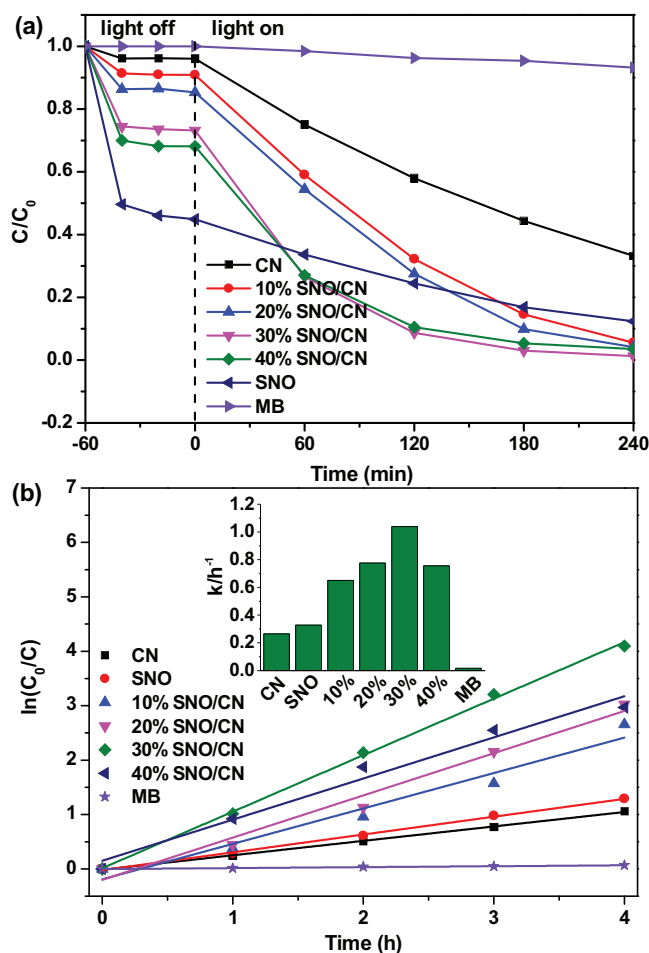 (a)
light off
light on
1.0
0.8
0.6
0.4
0.2
0.0
-0.2
C/C0
CN
10% SNO/CN
20% SNO/CN
30% SNO/CN
40% SNO/CN
SNO
MB
-60
0
60
120
180
240
Time (min)
(b)
7
6
5
4
3
2
1
0
ln(C0/C)
CN
SNO
10% SNO/CN
20% SNO/CN
30% SNO/CN
40% SNO/CN
MB
k/h-1
1.2
1.0
0.8
0.6
0.4
0.2
0.0
CN
SNO
10%
20%
30%
40%
MB
0
1
2
3
4
Time (h)